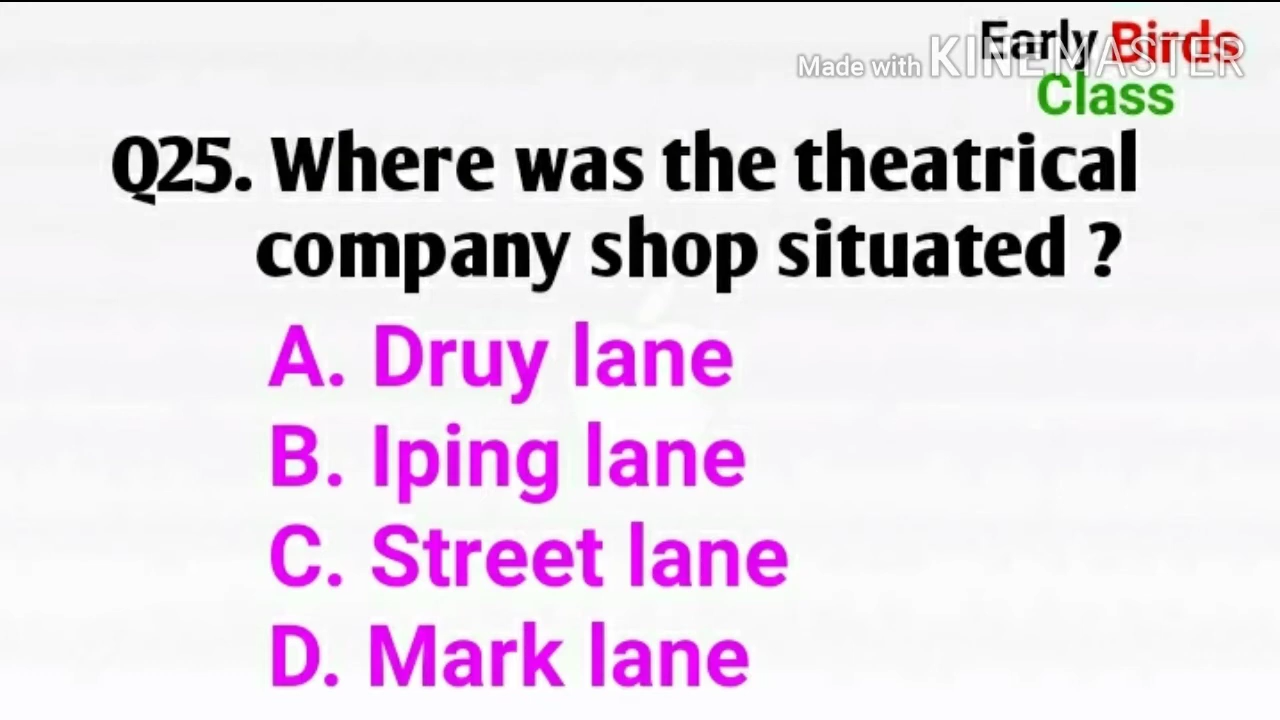 Early Birds
Made with KINEMASTER
Class
Q25. Where was the theatrical
company shop situated ?
A. Druy lane
B. Iping lane
C. Street lane
D. Mark lane